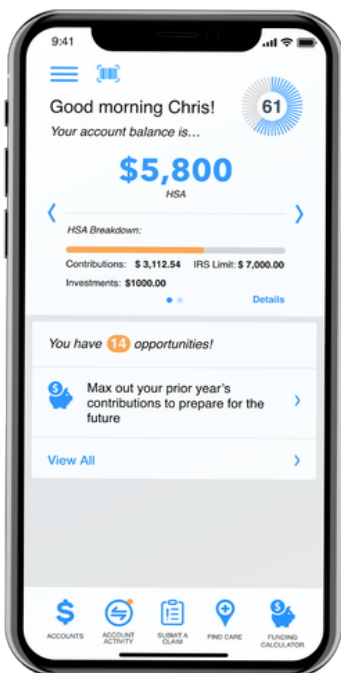 9:41
61
Good morning Chris!
Your account balance is...
$5,800
HSA
HSA Breakdown:
Contributions: $ 3,112.54 IRS Limit: $ 7,000.00
Investments: $1000.00
Details
You have 14 opportunities!
$
Max out your prior year's
contributions to prepare for the
future
View All
$
$
ACCOUNTS
ACCOUNT
ACTIVITY
SUBMIT A
CLAIM
FIND CARE
FUNDING
CALCULATOR